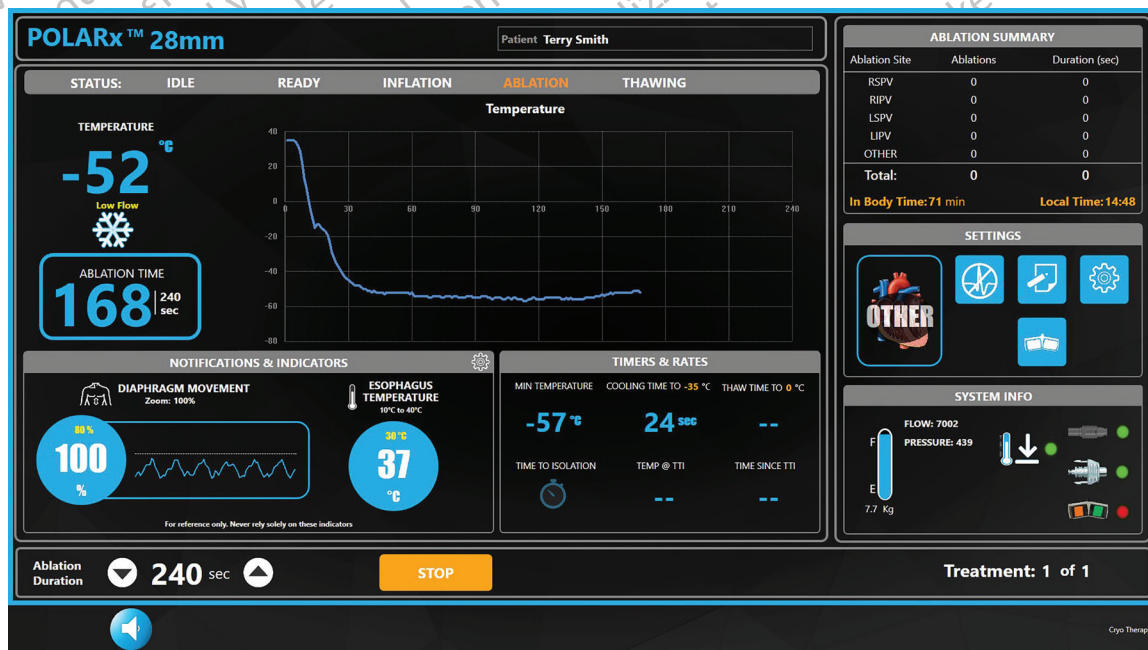 POLARx™ 28mm
Patient Terry Smith
STATUS: IDLE READY INFLATION ABLATION THAWING
TEMPERATURE
-52 °C
Low Flow
ABLATION TIME
168 240 sec
Temperature
40
20
0
-20
-40
-60
-80
0 30 60 90 120 150 180 210 240
NOTIFICATIONS & INDICATORS
DIAPHRAGM MOVEMENT
Zoom: 100%
80 %
100
%
ESOPHAGUS
TEMPERATURE
10°C to 40°C
30 °C
37
°C
For reference only. Never rely solely on these indicators
TIMERS & RATES
MIN TEMPERATURE COOLING TIME TO -35 °C THAW TIME TO 0 °C
-57 °C 24 sec --
TIME TO ISOLATION TEMP @ TTI TIME SINCE TTI
-- --
ABLATION SUMMARY
Ablation Site Ablations Duration (sec)
RSPV 0 0
RIPV 0 0
LSPV 0 0
LIPV 0 0
OTHER 0 0
Total: 0 0
In Body Time: 71 min Local Time: 14:48
SETTINGS
OTHER
SYSTEM INFO
F
E
7.7 Kg
FLOW: 7002
PRESSURE: 439
Ablation
Duration
240 sec
STOP
Treatment: 1 of 1
Cryo Therap